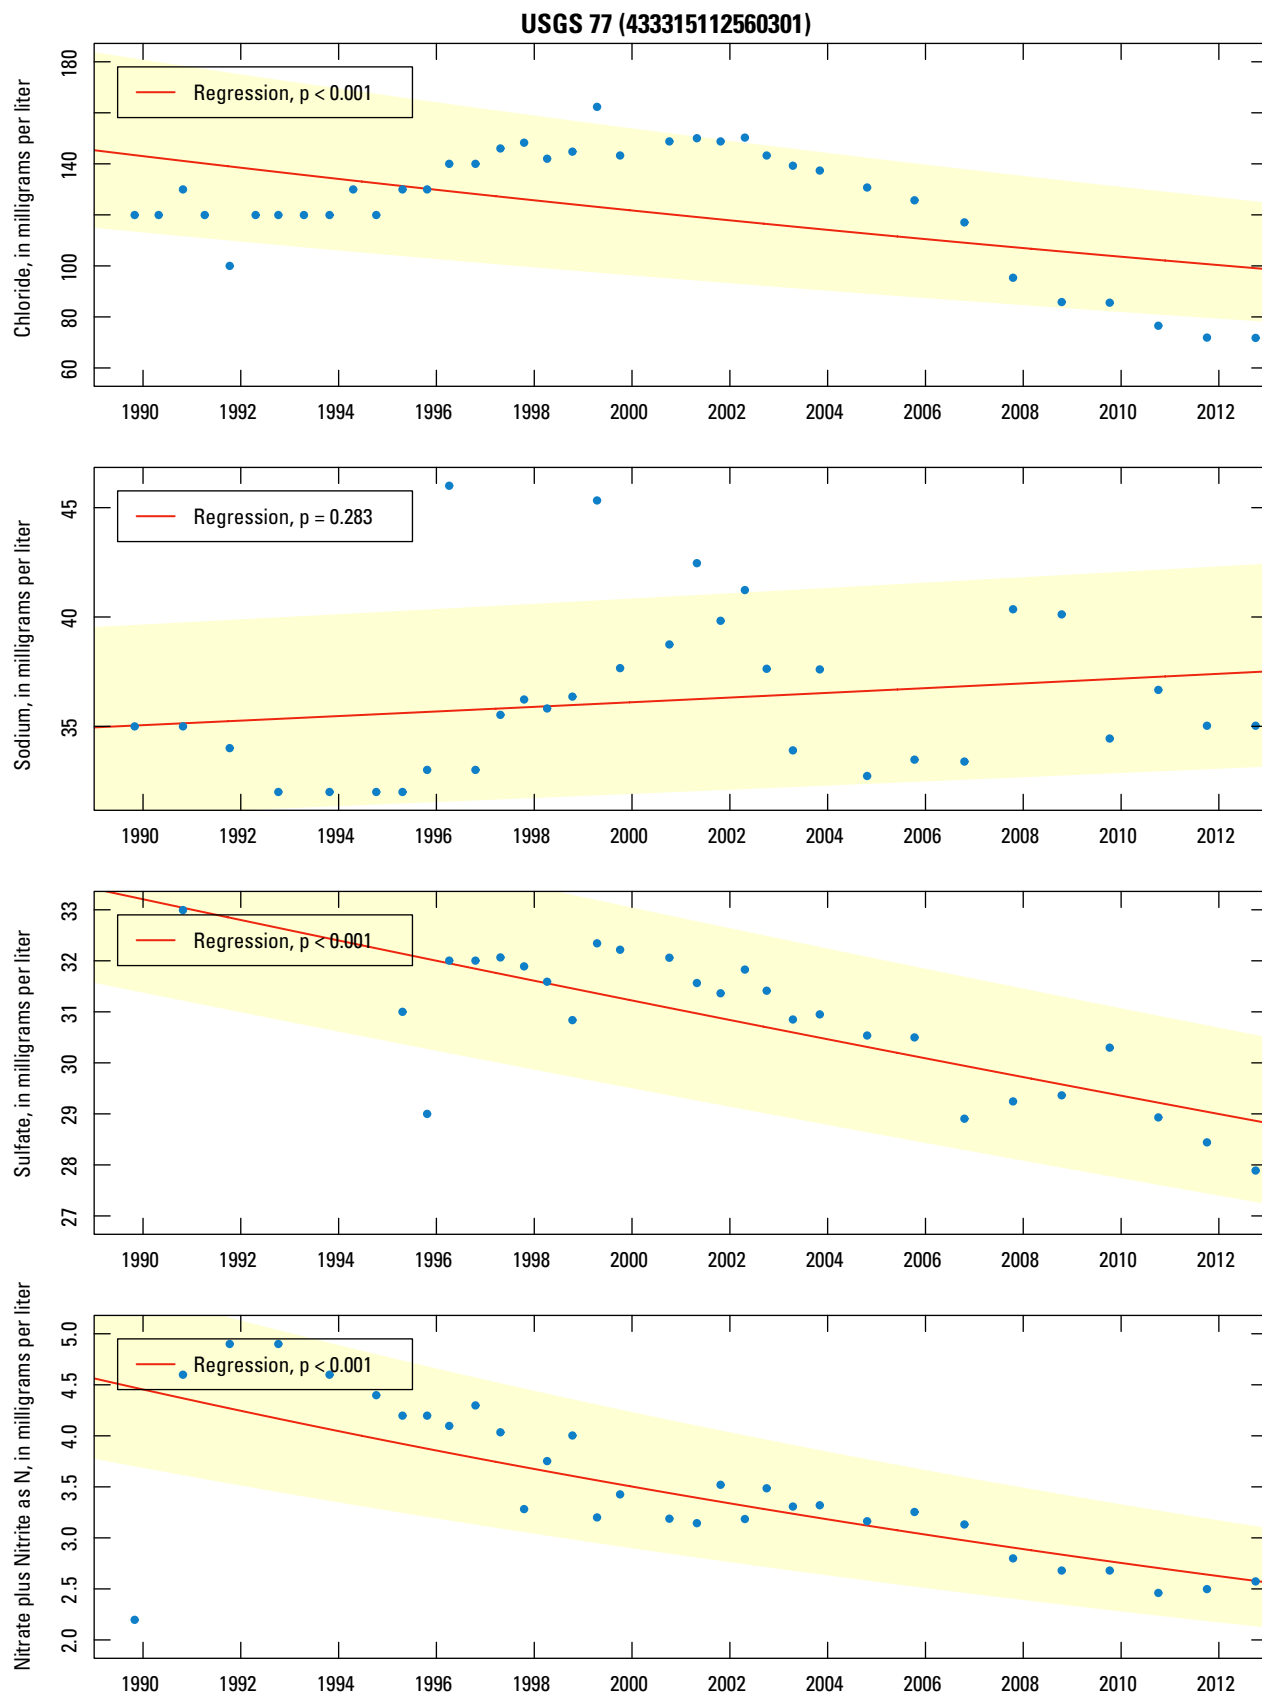 USGS 77 (433315112560301)
Chloride, in milligrams per liter
180
140
100
80
60
Regression, p < 0.001
1990 1992 1994 1996 1998 2000 2002 2004 2006 2008 2010 2012
Sodium, in milligrams per liter
45
40
35
Regression, p = 0.283
1990 1992 1994 1996 1998 2000 2002 2004 2006 2008 2010 2012
Sulfate, in milligrams per liter
33
32
31
30
29
28
27
Regression, p < 0.001
1990 1992 1994 1996 1998 2000 2002 2004 2006 2008 2010 2012
Nitrate plus Nitrite as N, in milligrams per liter
5.0
4.5
4.0
3.5
3.0
2.5
2.0
Regression, p < 0.001
1990 1992 1994 1996 1998 2000 2002 2004 2006 2008 2010 2012